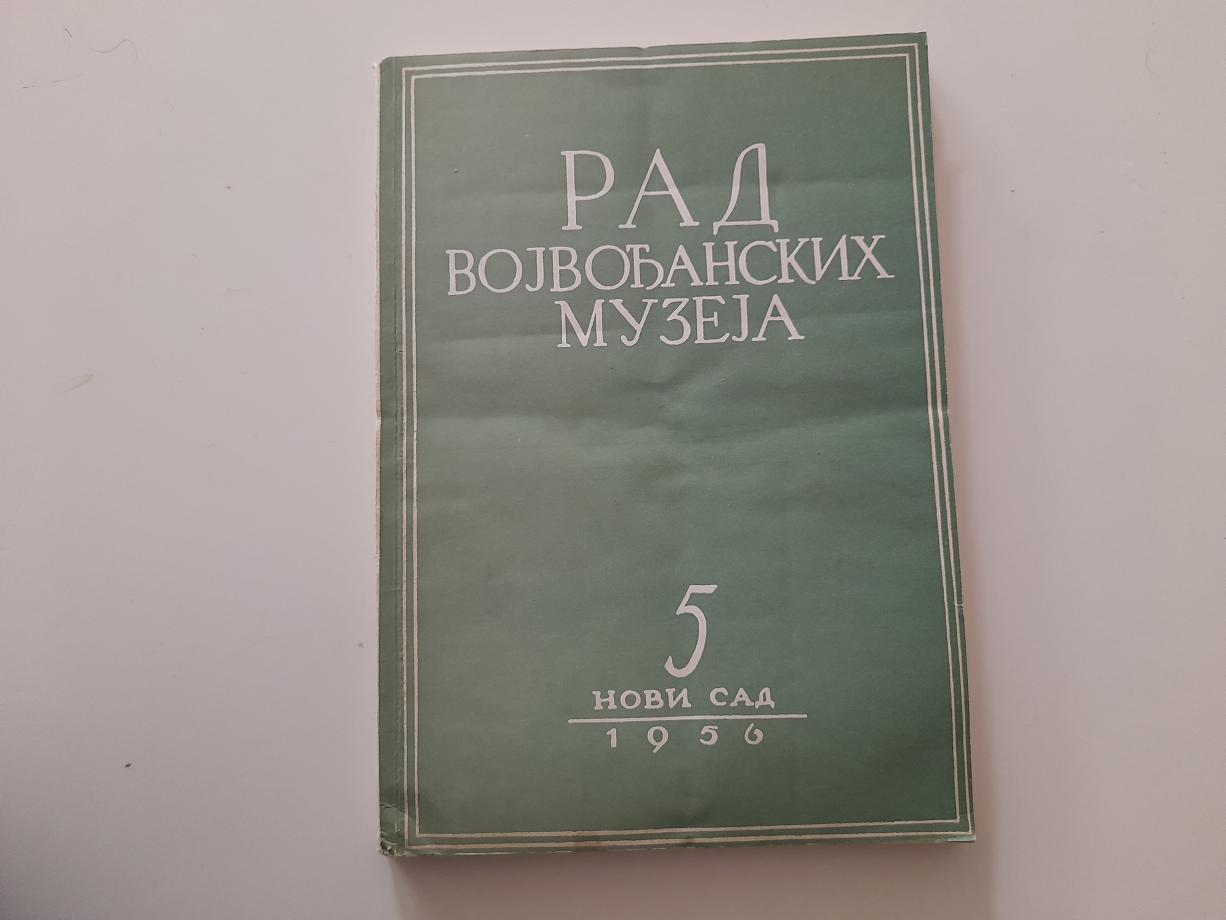 РАД
ВОЈВОЂАНСКИХ
МУЗЕЈА
5
НОВИ САД
1956